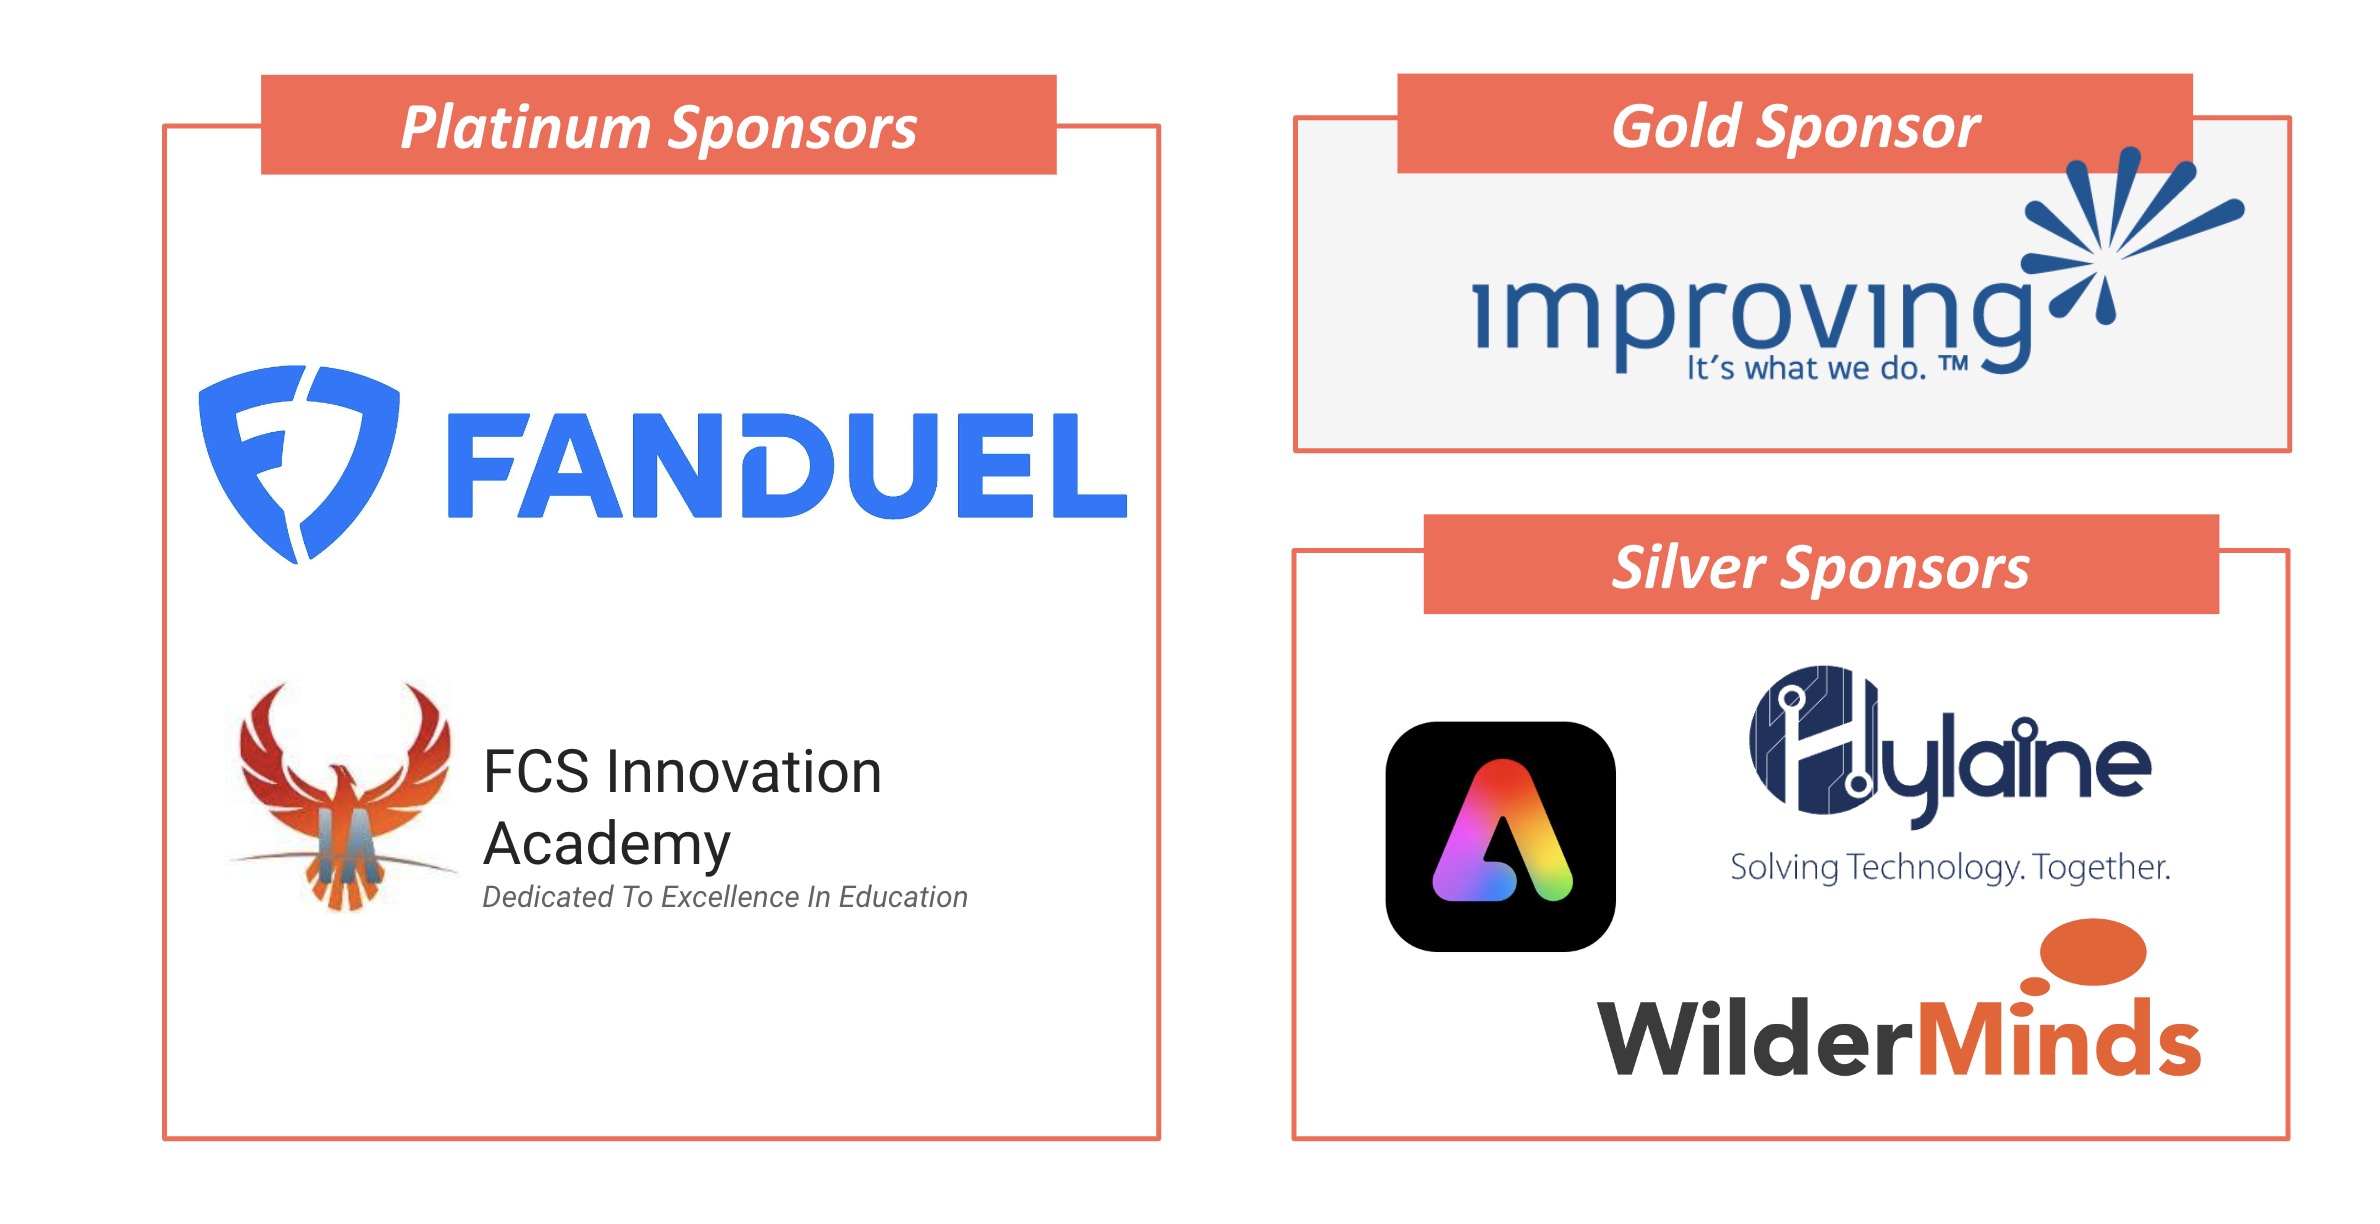 Platinum Sponsors
FANDUEL
FCS Innovation
Academy
Dedicated To Excellence In Education
Gold Sponsor
improving
It's what we do. ™
Silver Sponsors
Hylaine
Solving Technology. Together.
WilderMinds